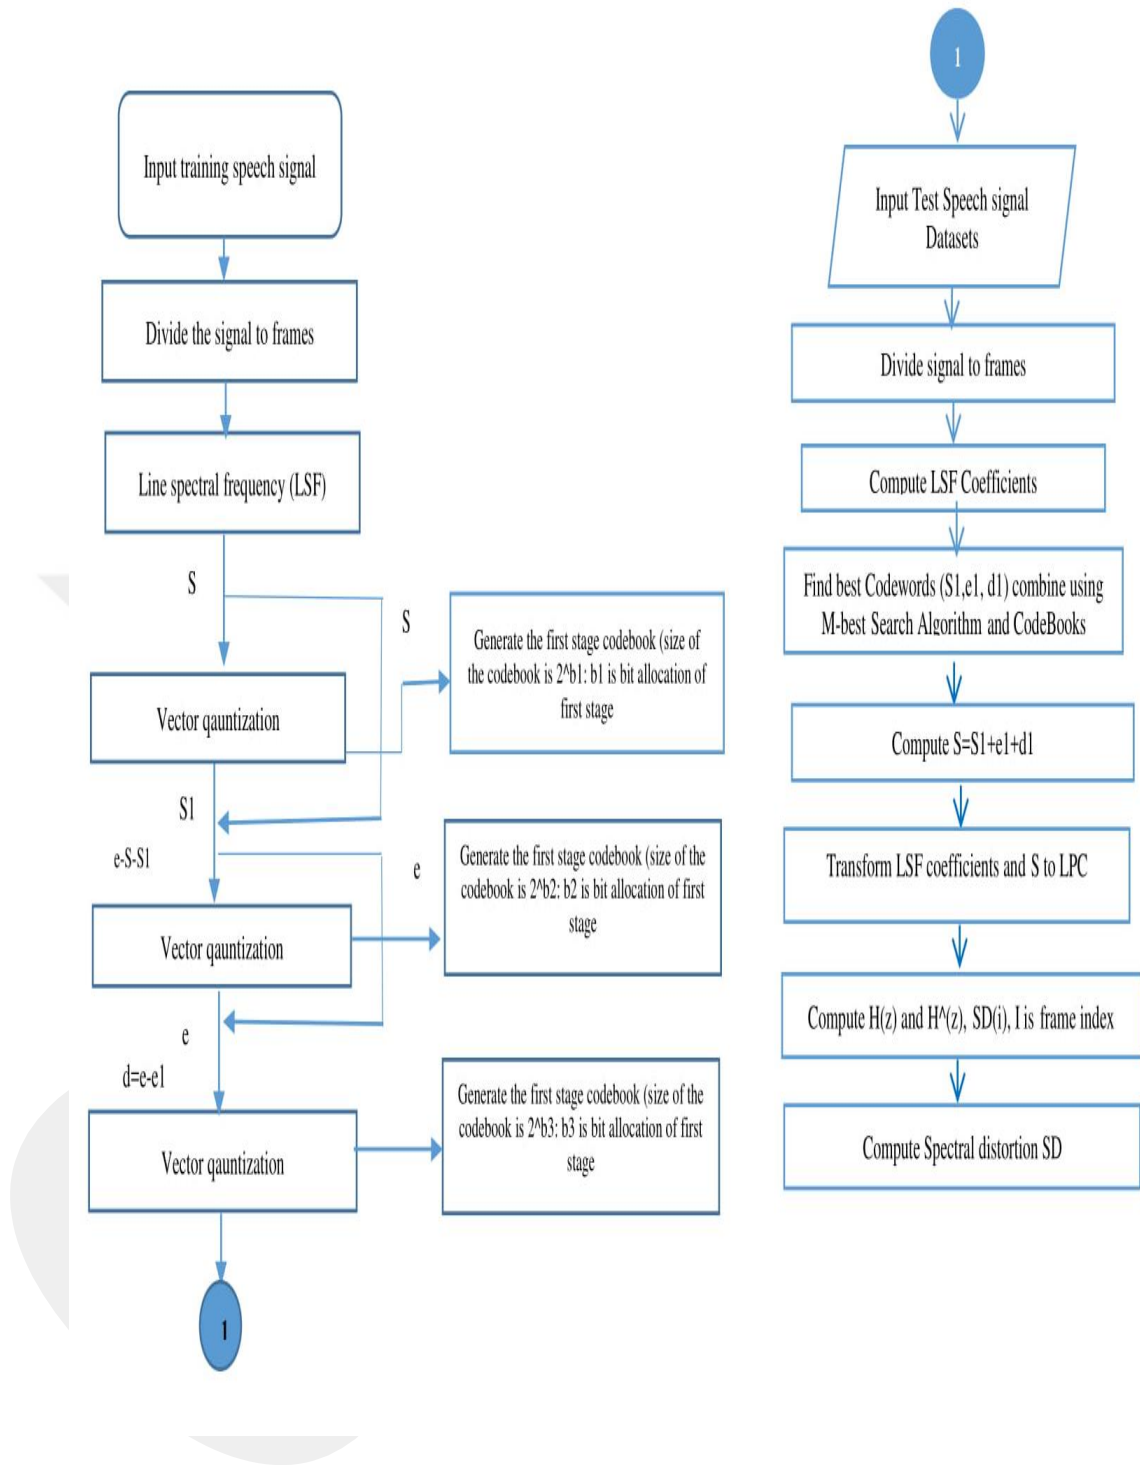 Input training speech signal
Divide the signal to frames
Line spectral frequency (LSF)
S
S
Generate the first stage codebook (size of
the codebook is 2^b1: b1 is bit allocation of
first stage
Vector qauntization
S1
e-S-S1
e
Generate the first stage codebook (size of the
codebook is 2^b2: b2 is bit allocation of first
stage
Vector qauntization
e
d=e-e1
Generate the first stage codebook (size of the
codebook is 2^b3: b3 is bit allocation of first
stage
Vector qauntization
1
1
Input Test Speech signal
Datasets
Divide signal to frames
Compute LSF Coefficients
Find best Codewords (S1,e1, d1) combine using
M-best Search Algorithm and CodeBooks
Compute S=S1+e1+d1
Transform LSF coefficients and S to LPC
Compute H(z) and H^(z), SD(i), I is frame index
Compute Spectral distortion SD